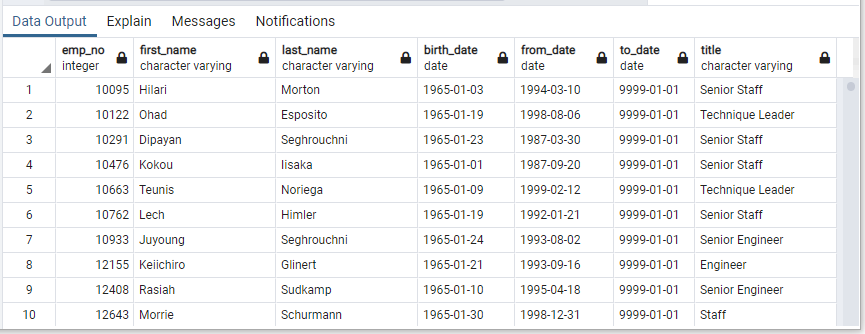 Data Output Explain Messages Notifications
emp_no first_name last_name birth_date from_date to_date title
integer character varying character varying date date date character varying
1 10095 Hilari Morton 1965-01-03 1994-03-10 9999-01-01 Senior Staff
2 10122 Ohad Esposito 1965-01-19 1998-08-06 9999-01-01 Technique Leader
3 10291 Dipayan Seghrouchni 1965-01-23 1987-03-30 9999-01-01 Senior Staff
4 10476 Kokou Iisaka 1965-01-01 1987-09-20 9999-01-01 Senior Staff
5 10663 Teunis Noriega 1965-01-09 1999-02-12 9999-01-01 Technique Leader
6 10762 Lech Himler 1965-01-19 1992-01-21 9999-01-01 Senior Staff
7 10933 Juyoung Seghrouchni 1965-01-24 1993-08-02 9999-01-01 Senior Engineer
8 12155 Keiichiro Glinert 1965-01-21 1993-09-16 9999-01-01 Engineer
9 12408 Rasiah Sudkamp 1965-01-10 1995-04-18 9999-01-01 Senior Engineer
10 12643 Morrie Schurmann 1965-01-30 1998-12-31 9999-01-01 Staff